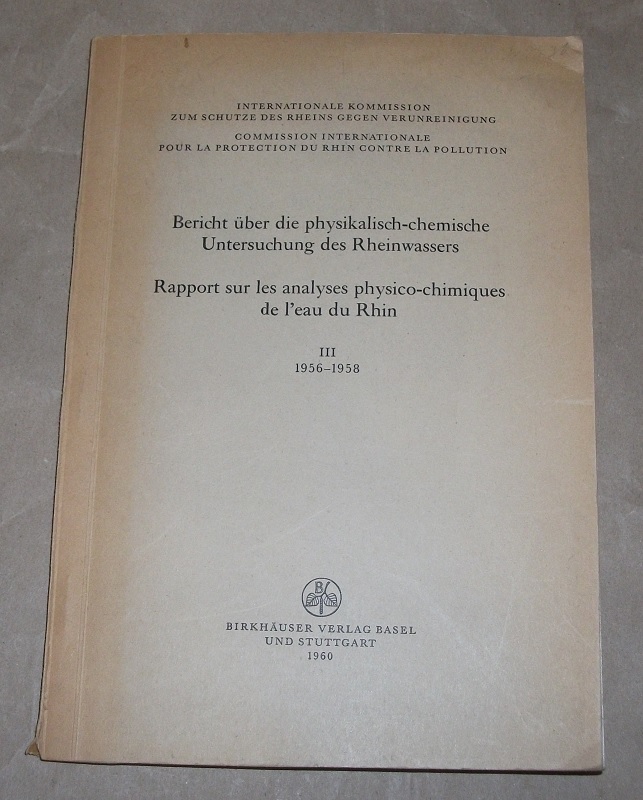 INTERNATIONALE KOMMISSION
ZUM SCHUTZE DES RHEINS GEGEN VERUNREINIGUNG
COMMISSION INTERNATIONALE
POUR LA PROTECTION DU RHIN CONTRE LA POLLUTION
Bericht über die physikalisch-chemische
Untersuchung des Rheinwassers
Rapport sur les analyses physico-chimiques
de l'eau du Rhin
III
1956–1958
B
BIRKHÄUSER VERLAG BASEL
UND STUTTGART
1960